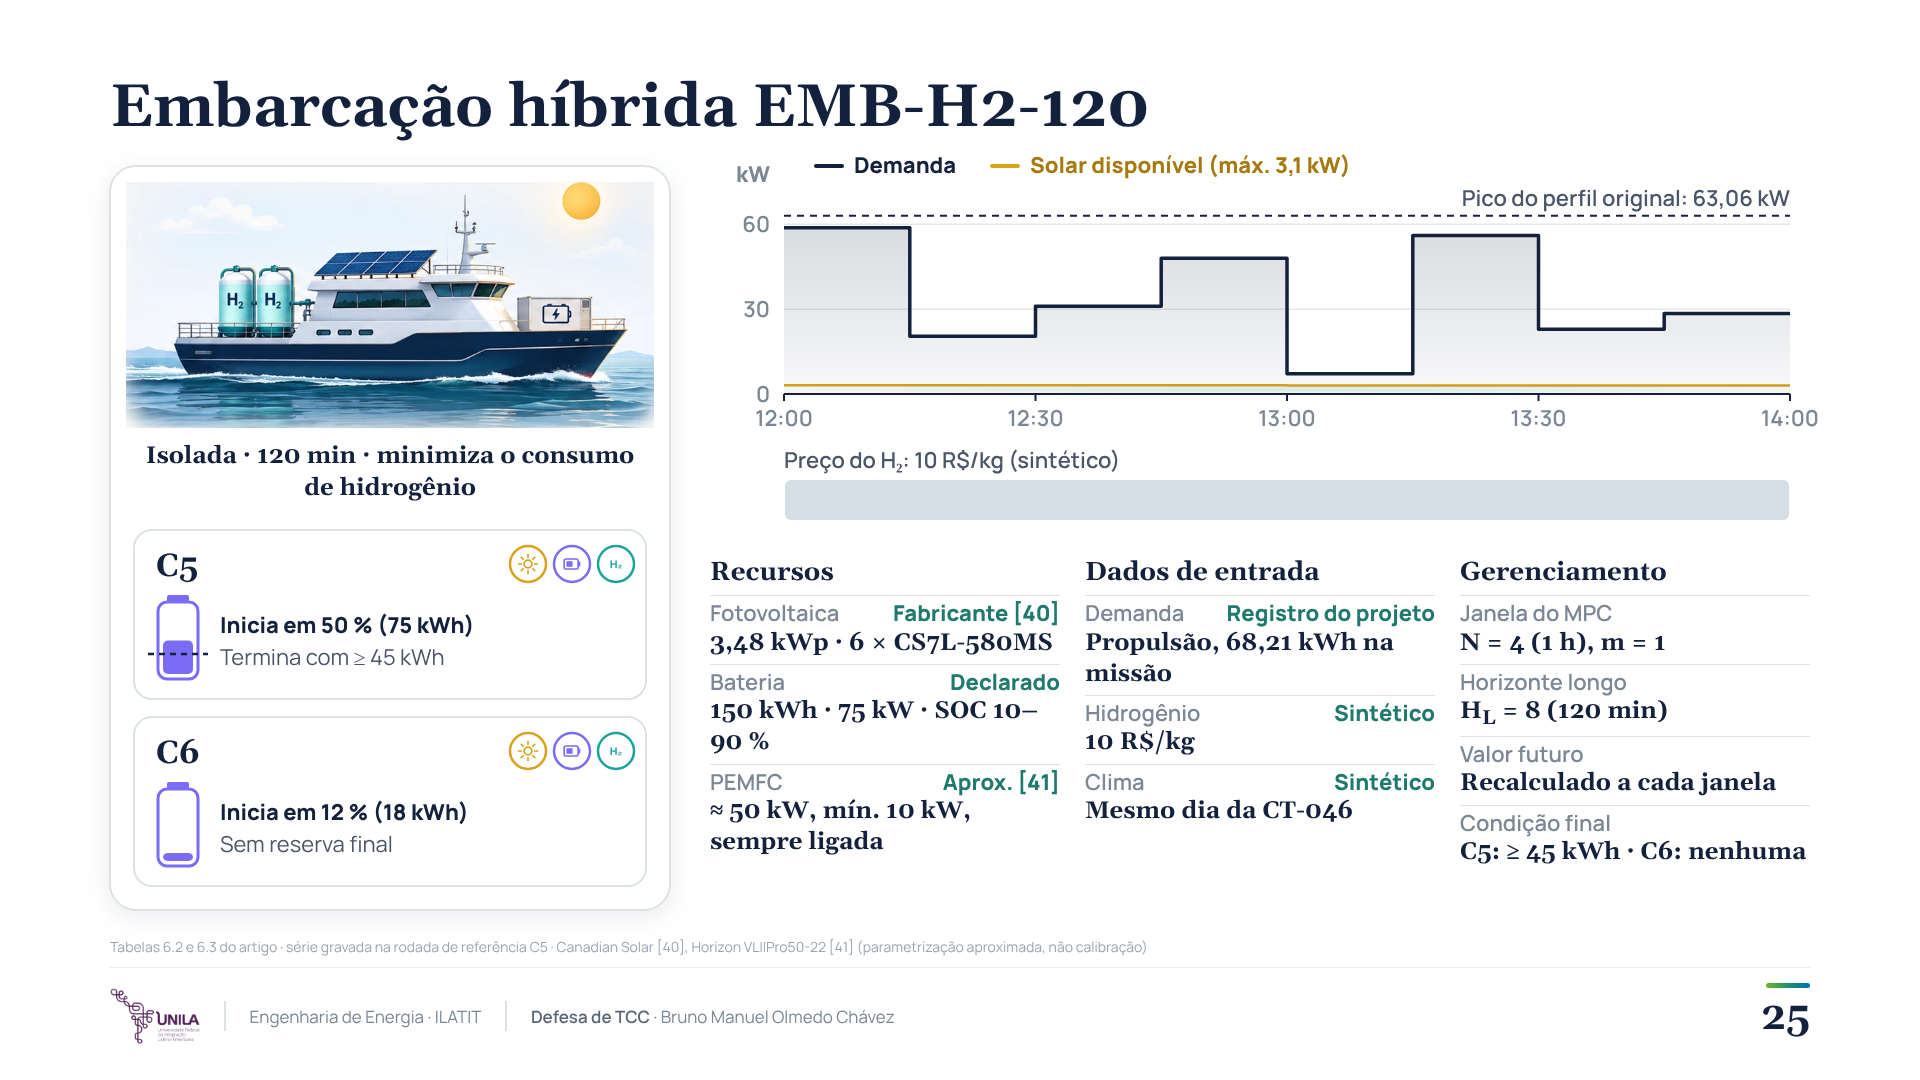 Embarcação híbrida EMB-H2-120
H₂ H₂
Isolada · 120 min · minimiza o consumo
de hidrogênio
C5
H₂
Inicia em 50 % (75 kWh)
Termina com ≥ 45 kWh
C6
H₂
Inicia em 12 % (18 kWh)
Sem reserva final
kW
Demanda
Solar disponível (máx. 3,1 kW)
Pico do perfil original: 63,06 kW
60
30
0
12:00 12:30 13:00 13:30 14:00
Preço do H₂: 10 R$/kg (sintético)
Recursos
Fotovoltaica Fabricante [40]
3,48 kWp · 6 × CS7L-580MS
Bateria Declarado
150 kWh · 75 kW · SOC 10–
90 %
PEMFC Aprox. [41]
≈ 50 kW, mín. 10 kW,
sempre ligada
Dados de entrada
Demanda Registro do projeto
Propulsão, 68,21 kWh na
missão
Hidrogênio Sintético
10 R$/kg
Clima Sintético
Mesmo dia da CT-046
Gerenciamento
Janela do MPC
N = 4 (1 h), m = 1
Horizonte longo
H_L = 8 (120 min)
Valor futuro
Recalculado a cada janela
Condição final
C5: ≥ 45 kWh · C6: nenhuma
Tabelas 6.2 e 6.3 do artigo · série gravada na rodada de referência C5 · Canadian Solar [40], Horizon VLIIPro50-22 [41] (parametrização aproximada, não calibração)
UNILA
Engenharia de Energia · ILATIT
Defesa de TCC · Bruno Manuel Olmedo Chávez
25